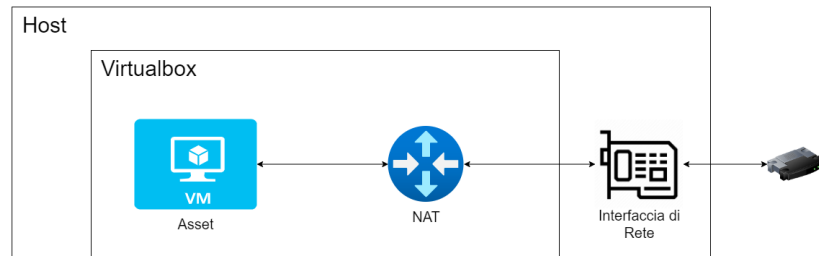 Host
Virtualbox
VM
Asset
NAT
Interfaccia di
Rete